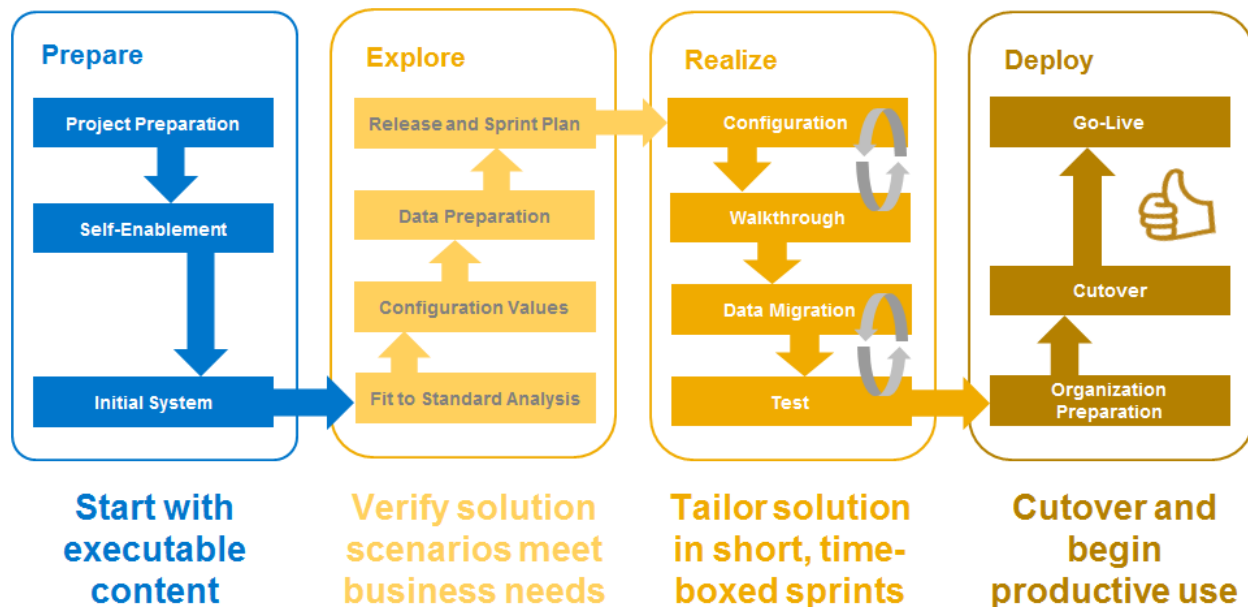 Prepare
Project Preparation
Self-Enablement
Initial System
Start with
executable
content
Explore
Release and Sprint Plan
Data Preparation
Configuration Values
Fit to Standard Analysis
Verify solution
scenarios meet
business needs
Realize
Configuration
Walkthrough
Data Migration
Test
Tailor solution
in short, time-
boxed sprints
Deploy
Go-Live
Cutover
Organization
Preparation
Cutover and
begin
productive use